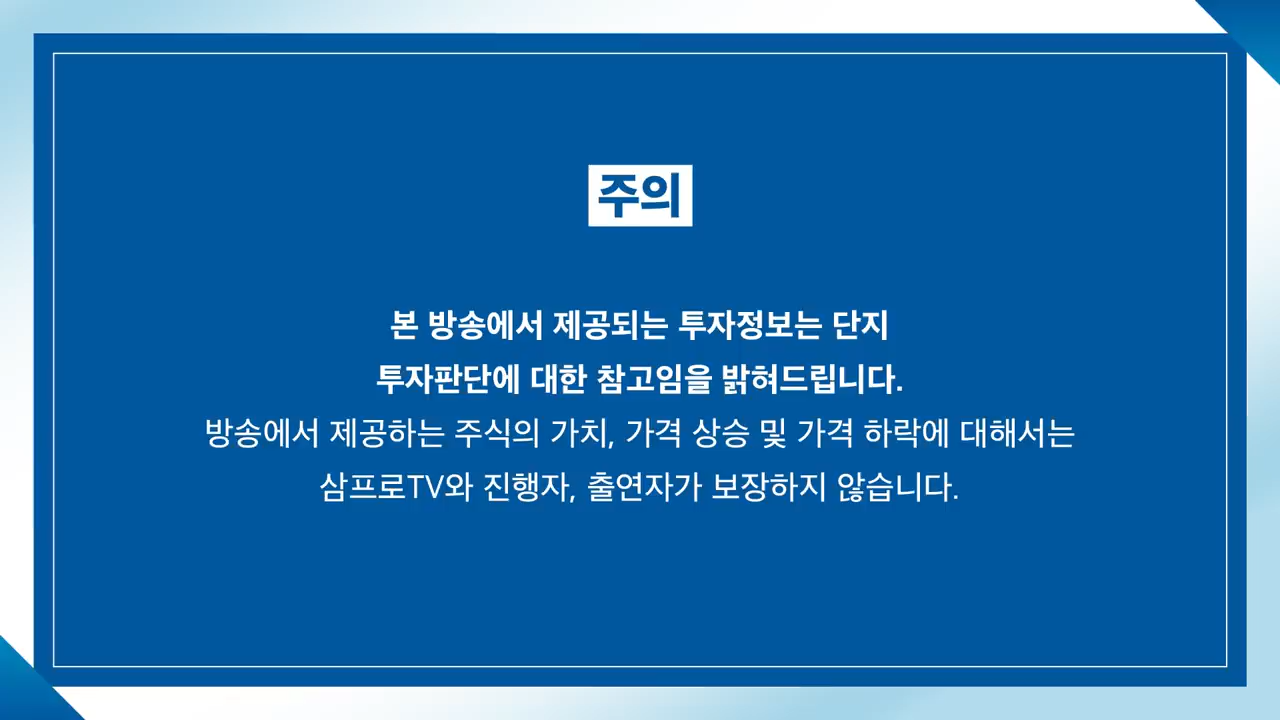 주의
본 방송에서 제공되는 투자정보는 단지
투자판단에 대한 참고임을 밝혀드립니다.
방송에서 제공하는 주식의 가치, 가격 상승 및 가격 하락에 대해서는
삼프로TV와 진행자, 출연자가 보장하지 않습니다.